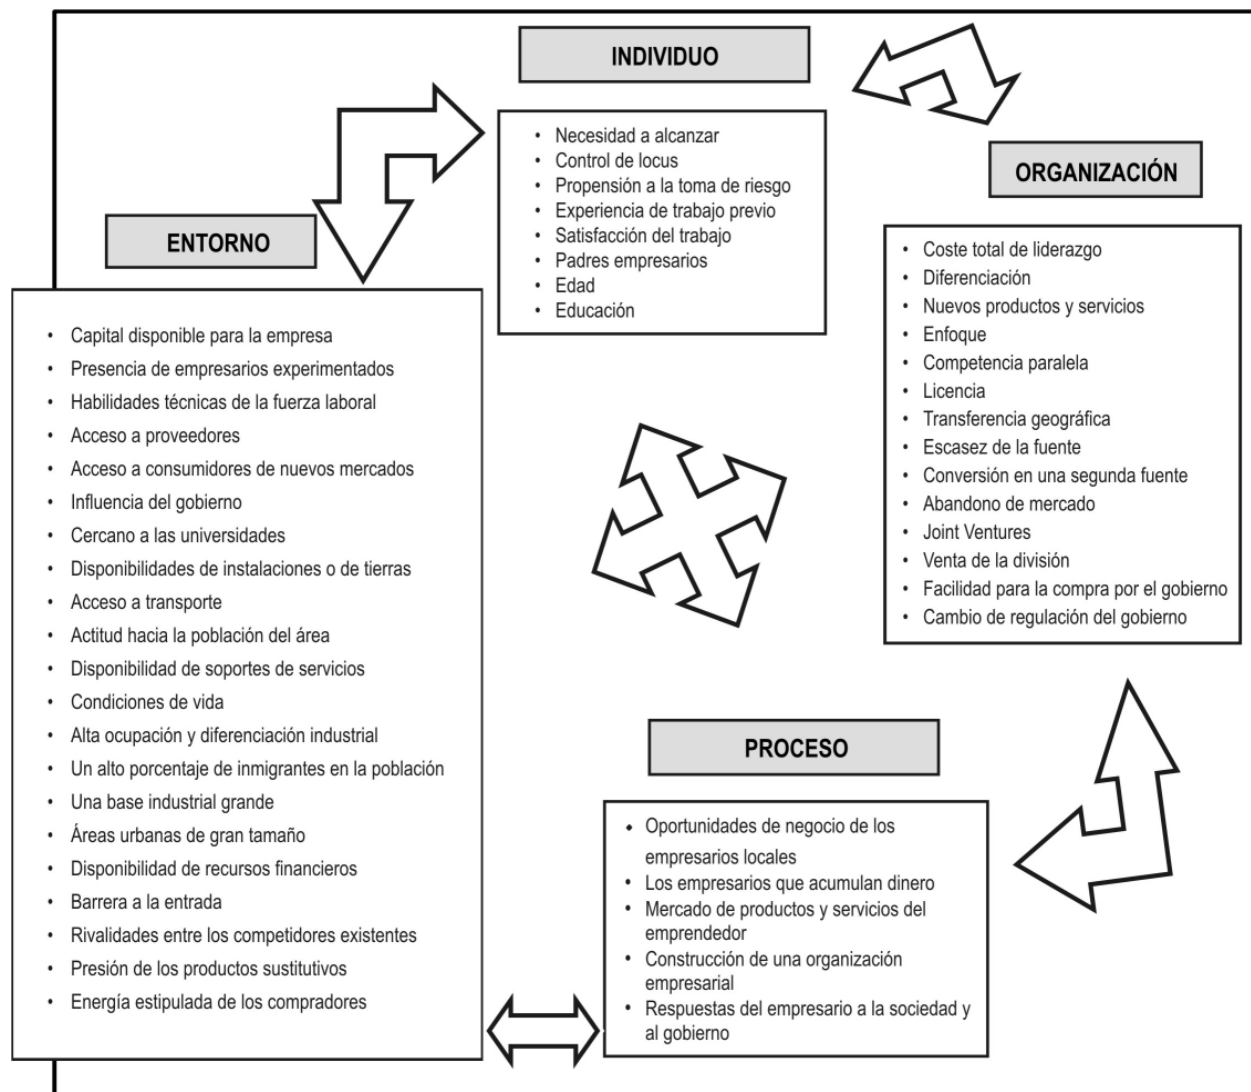 INDIVIDUO
• Necesidad a alcanzar
• Control de locus
• Propensión a la toma de riesgo
• Experiencia de trabajo previo
• Satisfacción del trabajo
• Padres empresarios
• Edad
• Educación
ORGANIZACIÓN
• Coste total de liderazgo
• Diferenciación
• Nuevos productos y servicios
• Enfoque
• Competencia paralela
• Licencia
• Transferencia geográfica
• Escasez de la fuente
• Conversión en una segunda fuente
• Abandono de mercado
• Joint Ventures
• Venta de la división
• Facilidad para la compra por el gobierno
• Cambio de regulación del gobierno
ENTORNO
• Capital disponible para la empresa
• Presencia de empresarios experimentados
• Habilidades técnicas de la fuerza laboral
• Acceso a proveedores
• Acceso a consumidores de nuevos mercados
• Influencia del gobierno
• Cercano a las universidades
• Disponibilidades de instalaciones o de tierras
• Acceso a transporte
• Actitud hacia la población del área
• Disponibilidad de soportes de servicios
• Condiciones de vida
• Alta ocupación y diferenciación industrial
• Un alto porcentaje de inmigrantes en la población
• Una base industrial grande
• Áreas urbanas de gran tamaño
• Disponibilidad de recursos financieros
• Barrera a la entrada
• Rivalidades entre los competidores existentes
• Presión de los productos sustitutivos
• Energía estipulada de los compradores
PROCESO
• Oportunidades de negocio de los
empresarios locales
• Los empresarios que acumulan dinero
• Mercado de productos y servicios del
emprendedor
• Construcción de una organización
empresarial
• Respuestas del empresario a la sociedad y
al gobierno